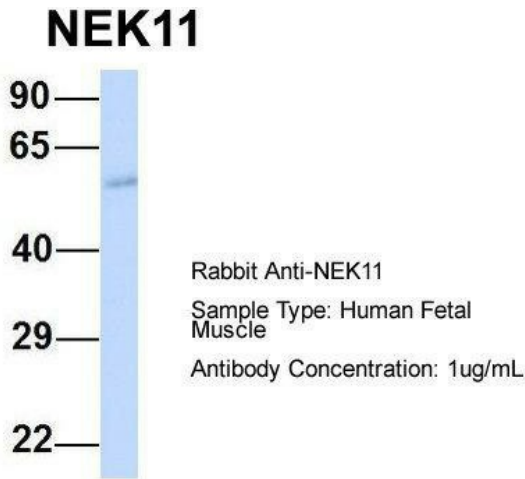 NEK11
90
65
40
29
22
Rabbit Anti-NEK11
Sample Type: Human Fetal
Muscle
Antibody Concentration: 1ug/mL